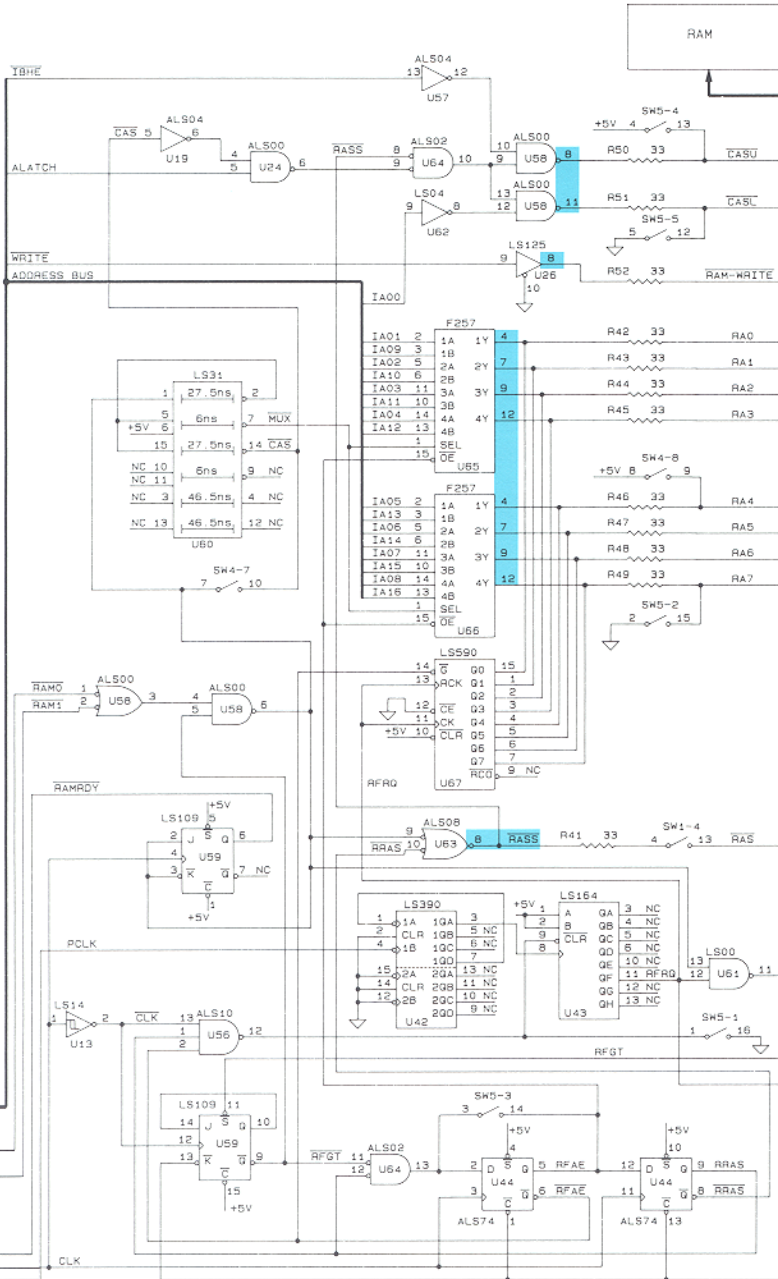 RAM
IBHE
ALS04
13 12
U57
ALS04
CAS 5 6
U19
ALATCH
ALS00
4
5 6
U24
RASS
ALS02
8
9 10
U64
ALS00
10
9 8
U58
ALS00
13
12 11
U58
LS04
9 8
U62
SW5-4
+5V 4 13
R50 33 CASU
R51 33 CASL
SW5-5
5 12
WRITE
ADDRESS BUS
LS125
9 8
U26
10
R52 33 RAM-WRITE
IA00
F257
IA01 2 1A 1Y 4
IA09 3 1B
IA02 5 2A 2Y 7
IA10 6 2B
IA03 11 3A 3Y 9
IA11 10 3B
IA04 14 4A 4Y 12
IA12 13 4B
1 SEL
15 OE
U65
R42 33 RA0
R43 33 RA1
R44 33 RA2
R45 33 RA3
LS31
1 27.5ns 2
5
+5V 6 6ns 7 MUX
15 27.5ns 14 CAS
NC 10
NC 11 6ns 9 NC
NC 3 46.5ns 4 NC
NC 13 46.5ns 12 NC
U60
SW4-7
7 10
F257
IA05 2 1A 1Y 4
IA13 3 1B
IA06 5 2A 2Y 7
IA14 6 2B
IA07 11 3A 3Y 9
IA15 10 3B
IA08 14 4A 4Y 12
IA16 13 4B
1 SEL
15 OE
U66
SW4-8
+5V 8 9
R46 33 RA4
R47 33 RA5
R48 33 RA6
R49 33 RA7
SW5-2
2 15
LS590
14 G Q0 15
13 RCK Q1 1
Q2 2
12 CE Q3 3
11 CK Q4 4
+5V 10 CLR Q5 5
Q6 6
Q7 7
RCO 9 NC
U67
RAM0 1
RAM1 2
ALS00
U58 3
ALS00
4
5 6
U58
RFRQ
RAMRDY
LS109
+5V
5
S
2 J Q 6
4 U59
3 K Q 7 NC
C
1
+5V
ALS08
9
RRAS 10 8 RASS
U63
R41 33
SW1-4
4 13 RAS
PCLK
LS390
1 1A 1QA 3
2 CLR 1QB 5 NC
4 1B 1QC 6 NC
1QD 7
15 2A 2QA 13 NC
14 CLR 2QB 11 NC
12 2B 2QC 10 NC
2QD 9 NC
U42
LS164
+5V 1 A QA 3 NC
2 B QB 4 NC
9 CLR QC 5 NC
8 QD 6 NC
QE 10 NC
QF 11 RFRQ
QG 12 NC
QH 13 NC
U43
LS00
13
12 11
U61
LS14
1 2
U13
CLK 13
1
2
ALS10
U56 12
SW5-1
1 16
RFGT
LS109 11
S
14 J Q 10
12 U59
13 K Q 9
C
15
+5V
RFGT 11
12
ALS02
U64 13
SW5-3
3 14
+5V
4
S
2 D Q 5 RFAE
U44
3 Q 6 RFAE
C
ALS74 1
+5V
10
S
12 D Q 9 RRAS
U44
11 Q 8 RRAS
C
ALS74 13
CLK